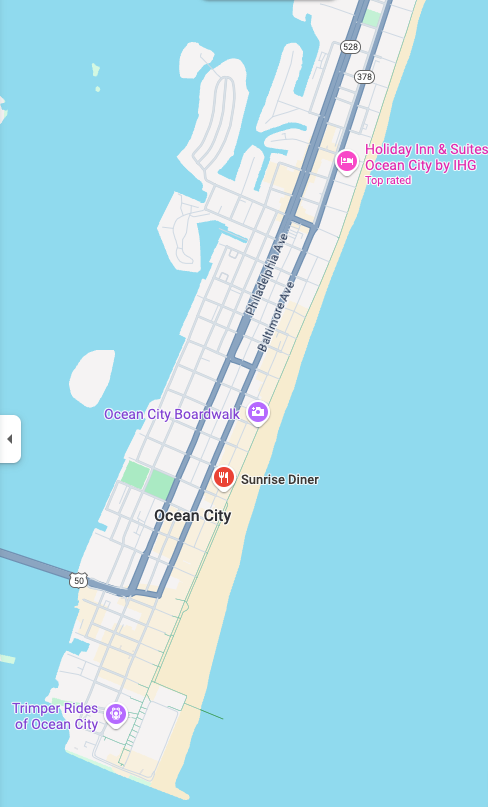 528
378
Holiday Inn & Suites
Ocean City by IHG
Top rated
Philadelphia Ave
Baltimore Ave
Ocean City Boardwalk
Sunrise Diner
Ocean City
50
Trimper Rides
of Ocean City